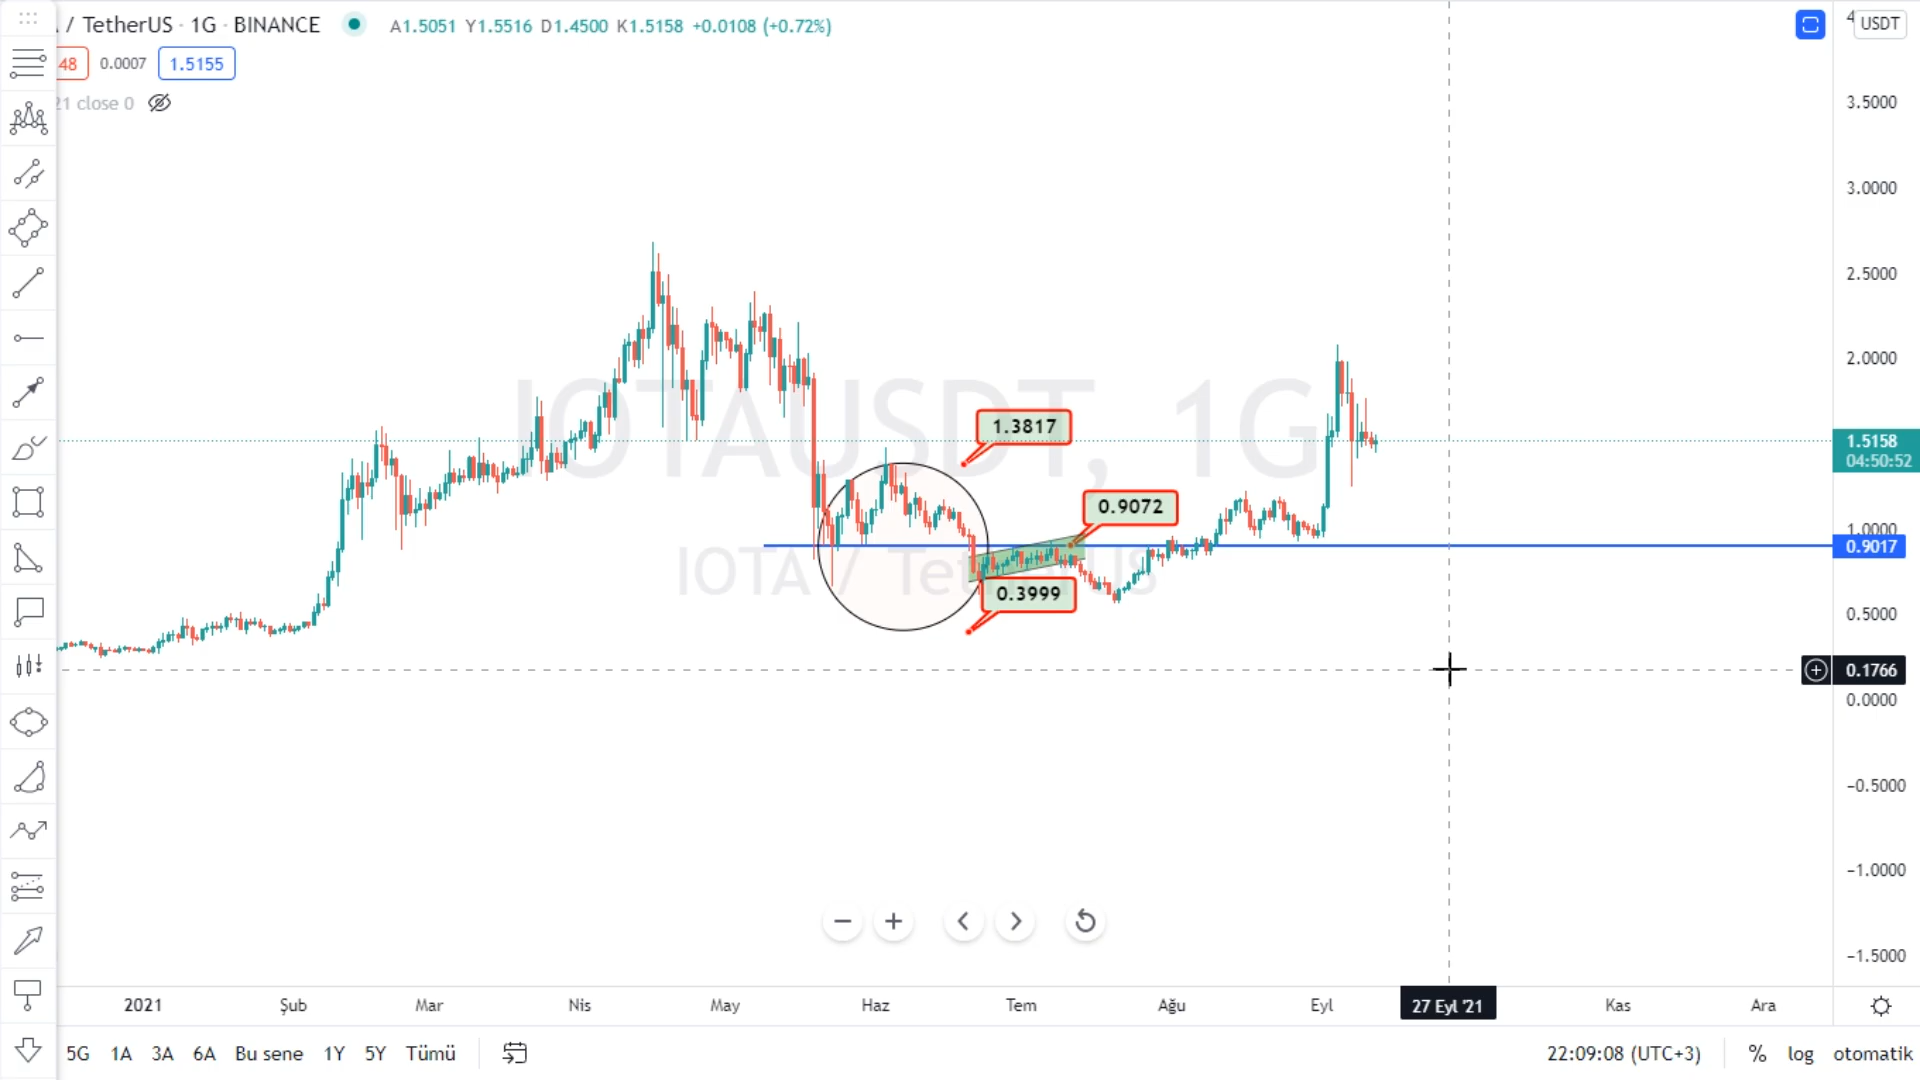 / TetherUS · 1G · BINANCE
A1.5051 Y1.5516 D1.4500 K1.5158 +0.0108 (+0.72%)
48 0.0007 1.5155
21 close 0
USDT
4
3.5000
3.0000
2.5000
2.0000
1.5158
04:50:52
1.0000
0.9017
0.5000
0.1766
0.0000
-0.5000
-1.0000
-1.5000
IOTAUSDT, 1G
IOTA / TetherUS
1.3817
0.9072
0.3999
2021 Şub Mar Nis May Haz Tem Ağu Eyl 27 Eyl '21 Kas Ara
5G 1A 3A 6A Bu sene 1Y 5Y Tümü 22:09:08 (UTC+3) % log otomatik